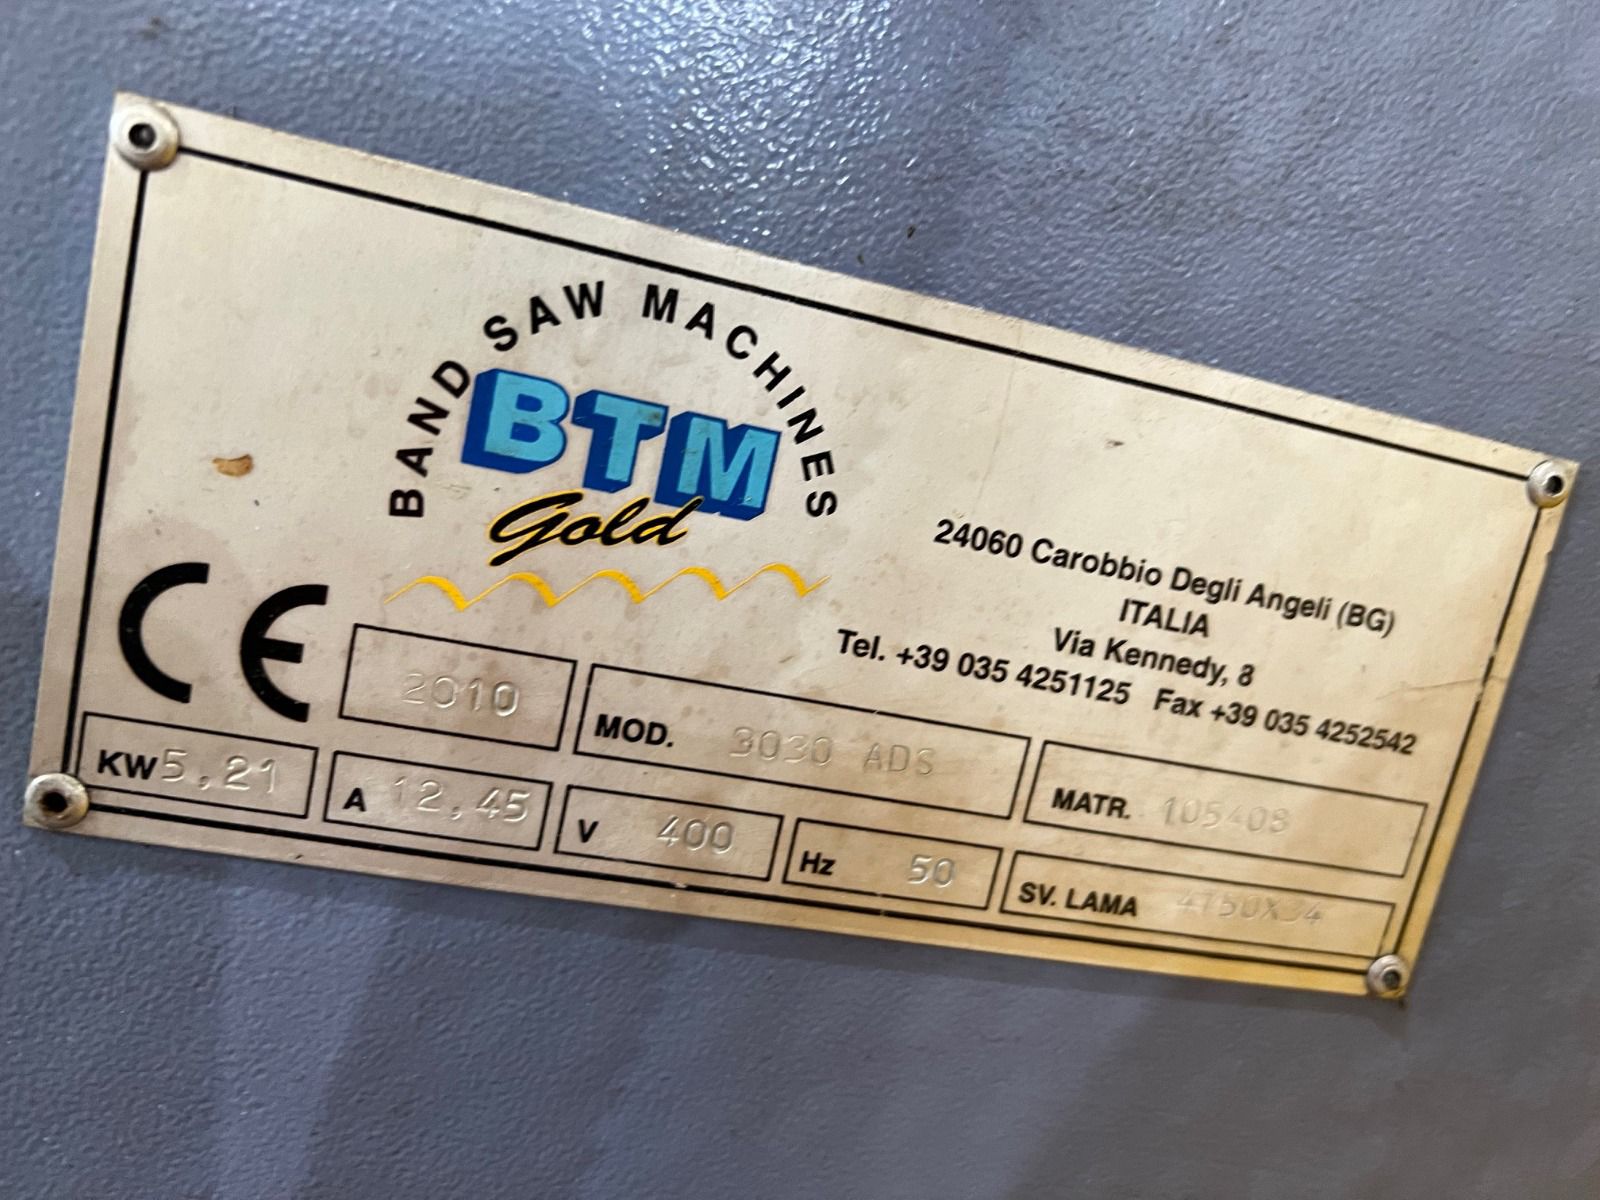 BAND SAW MACHINES
BTM
Gold
24060 Carobbio Degli Angeli (BG)
ITALIA
Via Kennedy, 8
Tel. +39 035 4251125 Fax +39 035 4252542
CE
2010
MOD. 3030 ADS
MATR. 105408
KW 5,21
A 12,45
V 400
Hz 50
SV. LAMA 4750X34